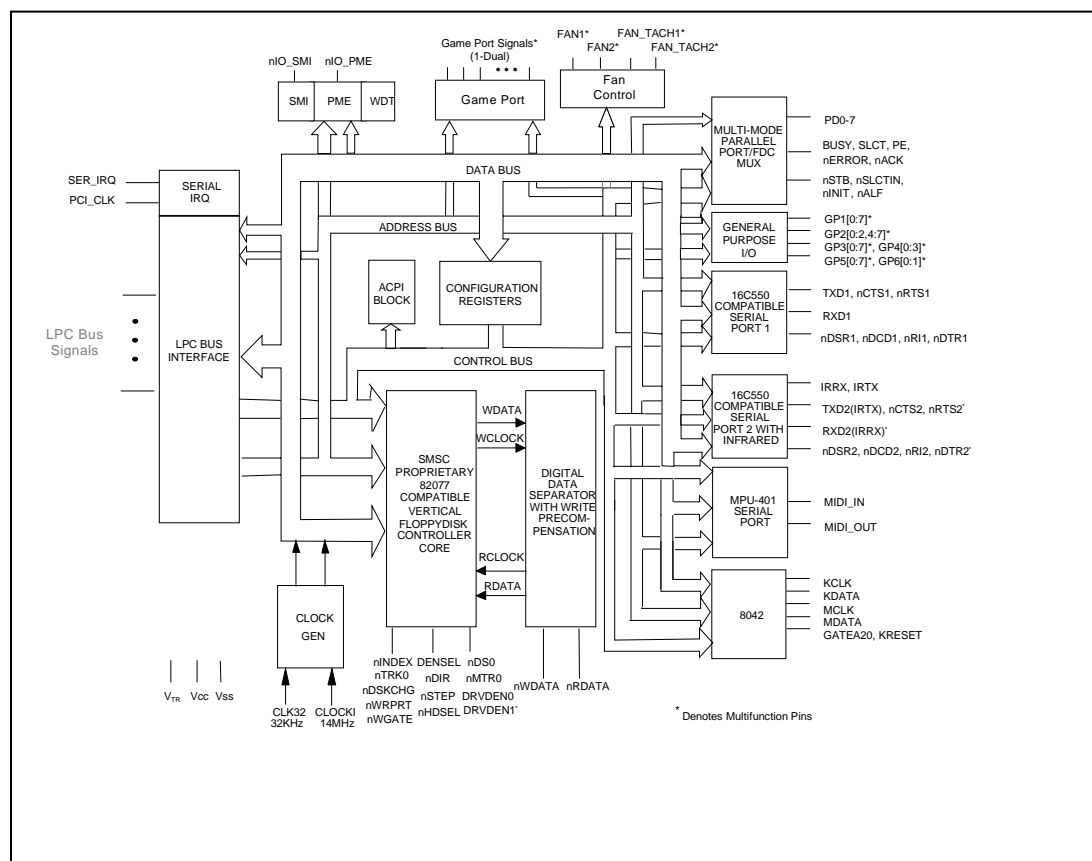 FAN1*
FAN2*
FAN_TACH1*
FAN_TACH2*
Game Port Signals*
(1-Dual)
nIO_SMI
nIO_PME
SMI
PME
WDT
Game Port
Fan
Control
MULTI-MODE
PARALLEL
PORT/FDC
MUX
PD0-7
BUSY, SLCT, PE,
nERROR, nACK
nSTB, nSLCTIN,
nINIT, nALF
DATA BUS
SER_IRQ
PCI_CLK
SERIAL
IRQ
ADDRESS BUS
GENERAL
PURPOSE
I/O
GP1[0:7]*
GP2[0:2,4:7]*
GP3[0:7]*, GP4[0:3]*
GP5[0:7]*, GP6[0:1]*
ACPI
BLOCK
CONFIGURATION
REGISTERS
16C550
COMPATIBLE
SERIAL
PORT 1
TXD1, nCTS1, nRTS1
RXD1
nDSR1, nDCD1, nRI1, nDTR1
LPC Bus
Signals
LPC BUS
INTERFACE
CONTROL BUS
16C550
COMPATIBLE
SERIAL
PORT 2 WITH
INFRARED
IRRX, IRTX
TXD2(IRTX), nCTS2, nRTS2*
RXD2(IRRX)*
nDSR2, nDCD2, nRI2, nDTR2*
SMSC
PROPRIETARY
82077
COMPATIBLE
VERTICAL
FLOPPYDISK
CONTROLLER
CORE
WDATA
WCLOCK
RCLOCK
RDATA
DIGITAL
DATA
SEPARATOR
WITH WRITE
PRECOM-
PENSATION
MPU-401
SERIAL
PORT
MIDI_IN
MIDI_OUT
8042
KCLK
KDATA
MCLK
MDATA
GATEA20, KRESET
CLOCK
GEN
VTR
Vcc
Vss
CLK32
32KHz
CLOCKI
14MHz
nINDEX
nTRK0
nDSKCHG
nWRPRT
nWGATE
DENSEL
nDIR
nSTEP
nHDSEL
nDS0
nMTR0
DRVDEN0
DRVDEN1*
nWDATA
nRDATA
* Denotes Multifunction Pins